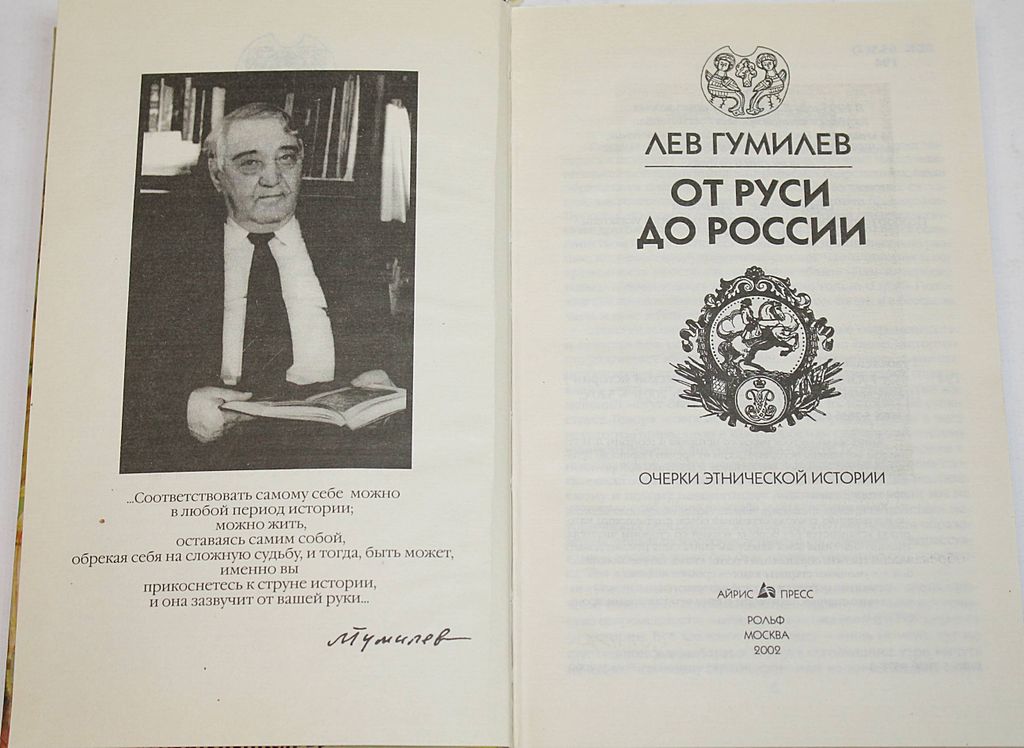 ...Соответствовать самому себе можно
в любой период истории;
можно жить,
оставаясь самим собой,
обрекая себя на сложную судьбу, и тогда, быть может,
именно вы
прикоснетесь к струне истории,
и она зазвучит от вашей руки...
ЛГумилев
ЛЕВ ГУМИЛЕВ
ОТ РУСИ
ДО РОССИИ
ОЧЕРКИ ЭТНИЧЕСКОЙ ИСТОРИИ
АЙРИС ПРЕСС
РОЛЬФ
МОСКВА
2002